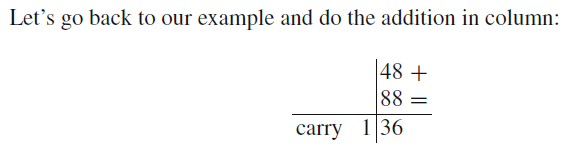 Let's go back to our example and do the addition in column:
48 +
88 =
carry 1 36